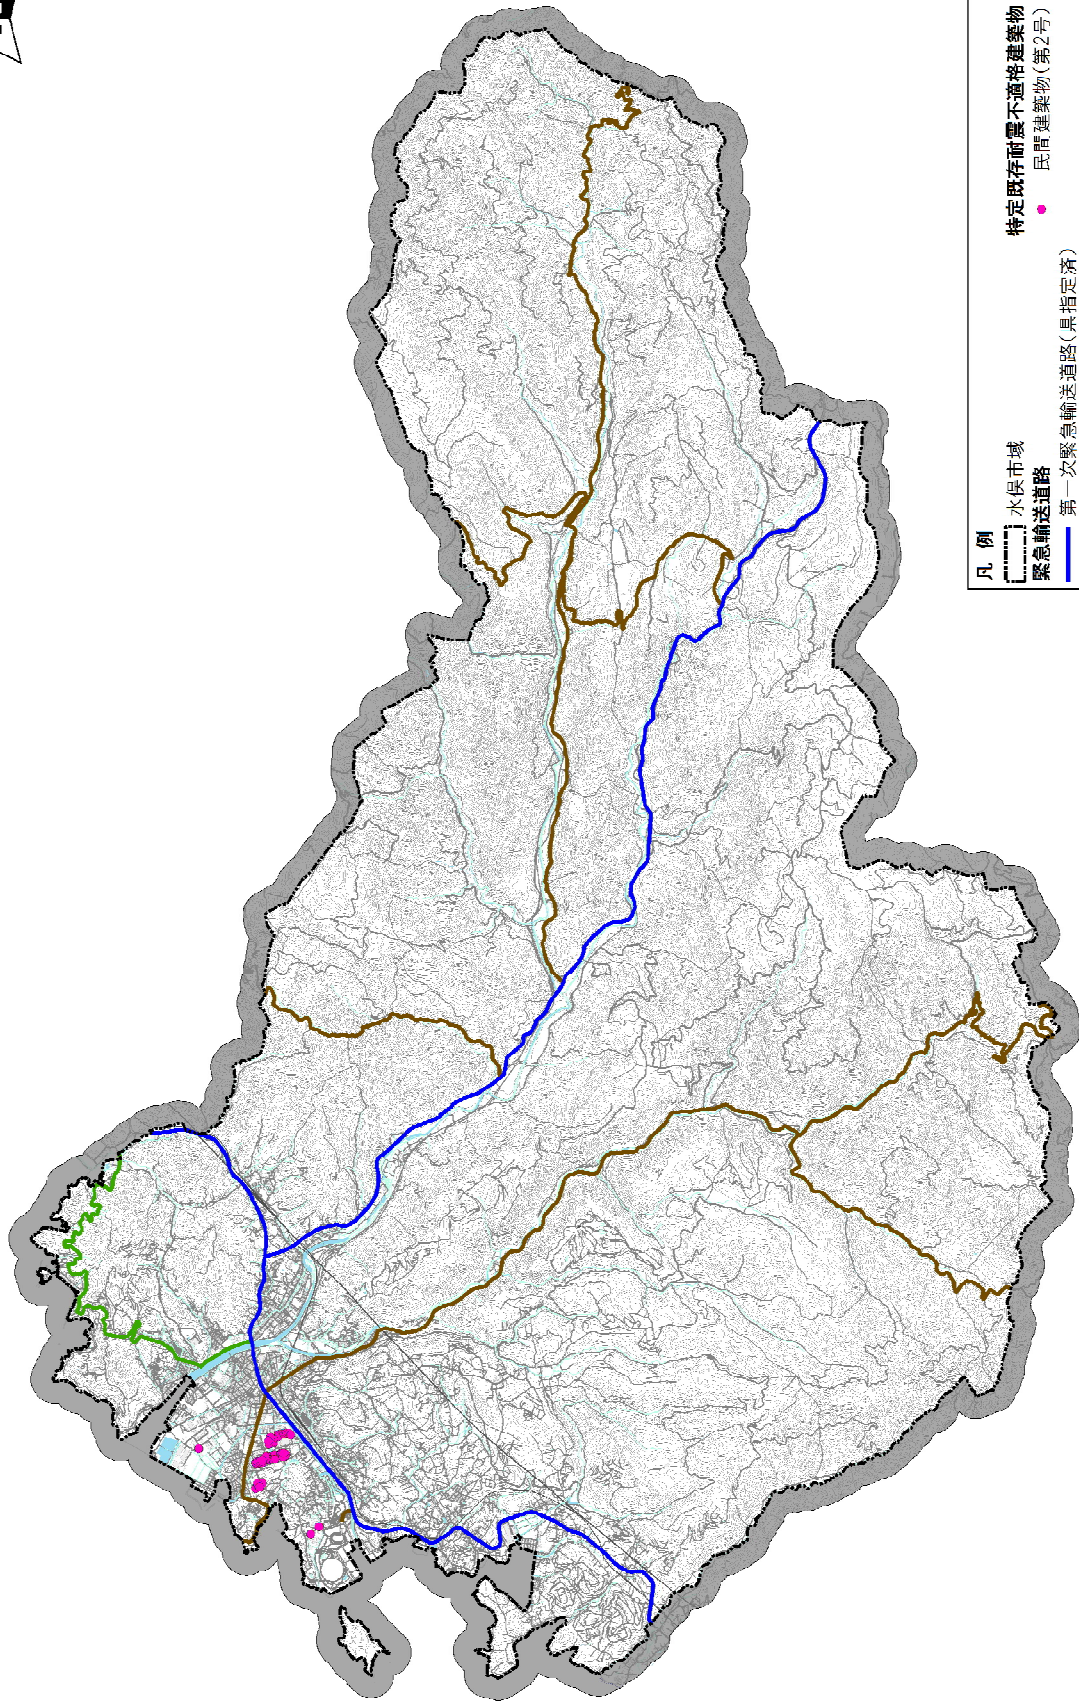 凡 例
水俣市域
緊急輸送道路
第一次緊急輸送道路(県指定済)
特定既存耐震不適格建築物
民間建築物(第2号)